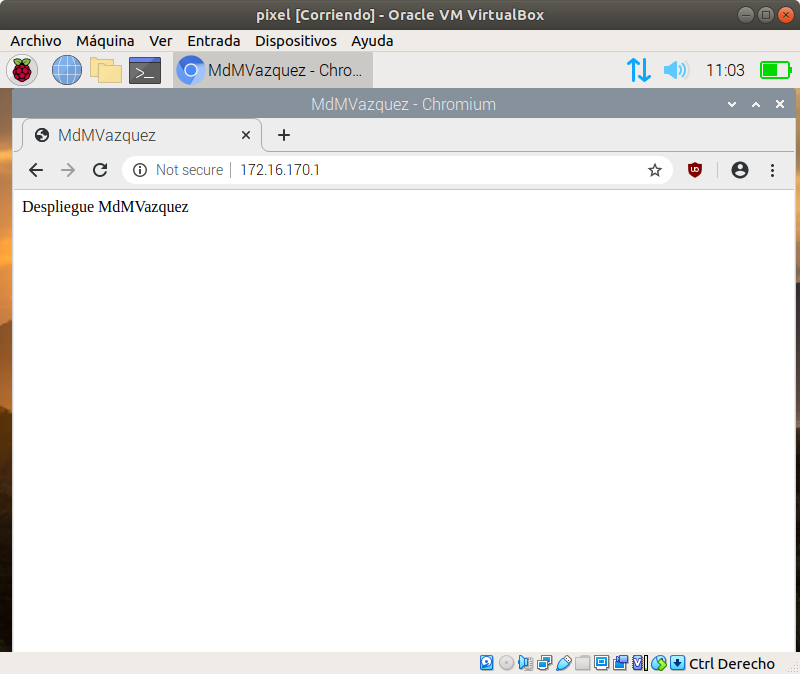 pixel [Corriendo] - Oracle VM VirtualBox
Archivo Máquina Ver Entrada Dispositivos Ayuda
MdMVazquez - Chro... 11:03
MdMVazquez - Chromium
MdMVazquez
Not secure 172.16.170.1
Despliegue MdMVazquez
Ctrl Derecho